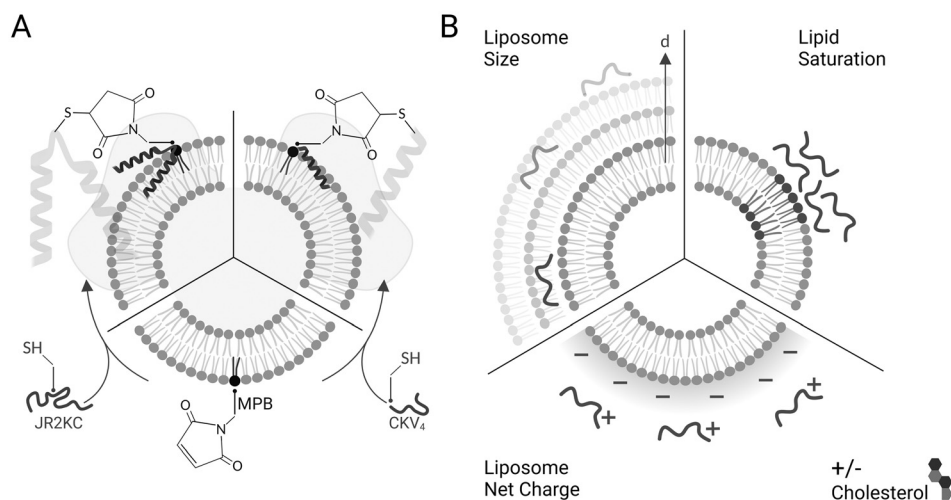 A
B
Liposome
Size
d
Lipid
Saturation
S
O
N
O
O
N
O
S
SH
JR2KC
MPB
O
N
O
SH
CKV₄
−
−
−
−
−
−
+
+
+
Liposome
Net Charge
+/-
Cholesterol